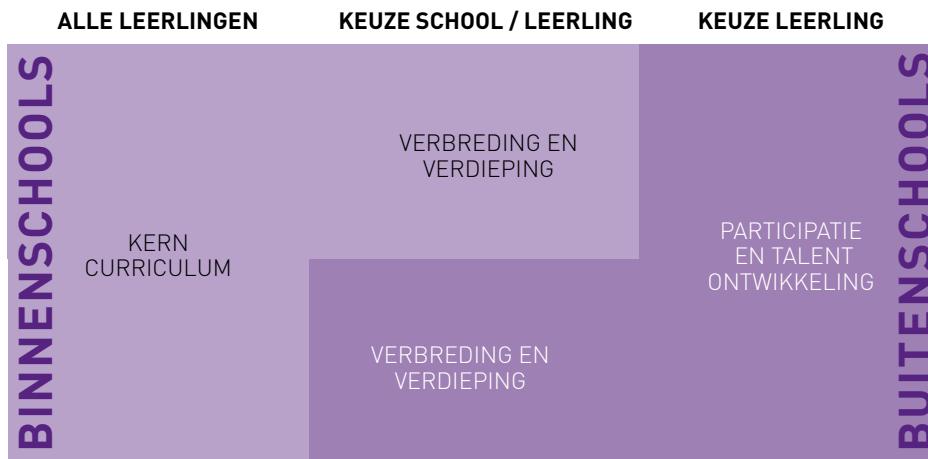 ALLE LEERLINGEN
KEUZE SCHOOL / LEERLING
KEUZE LEERLING
BINNENSCHOOLS
KERN
CURRICULUM
VERBREDING EN
VERDIEPING
VERBREDING EN
VERDIEPING
PARTICIPATIE
EN TALENT
ONTWIKKELING
BUITENSCHOOLS